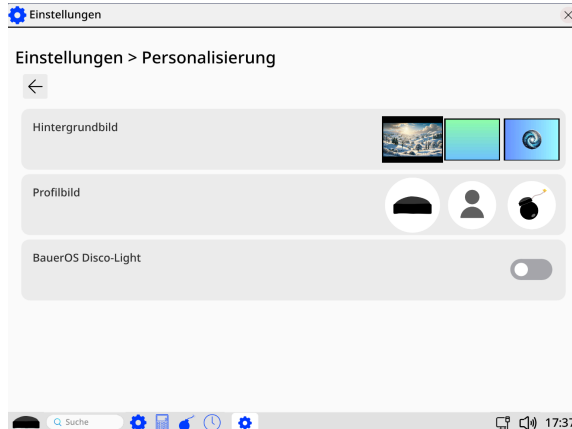 Einstellungen
Einstellungen > Personalisierung
Hintergrundbild
Profilbild
BauerOS Disco-Light
Suche
17:37